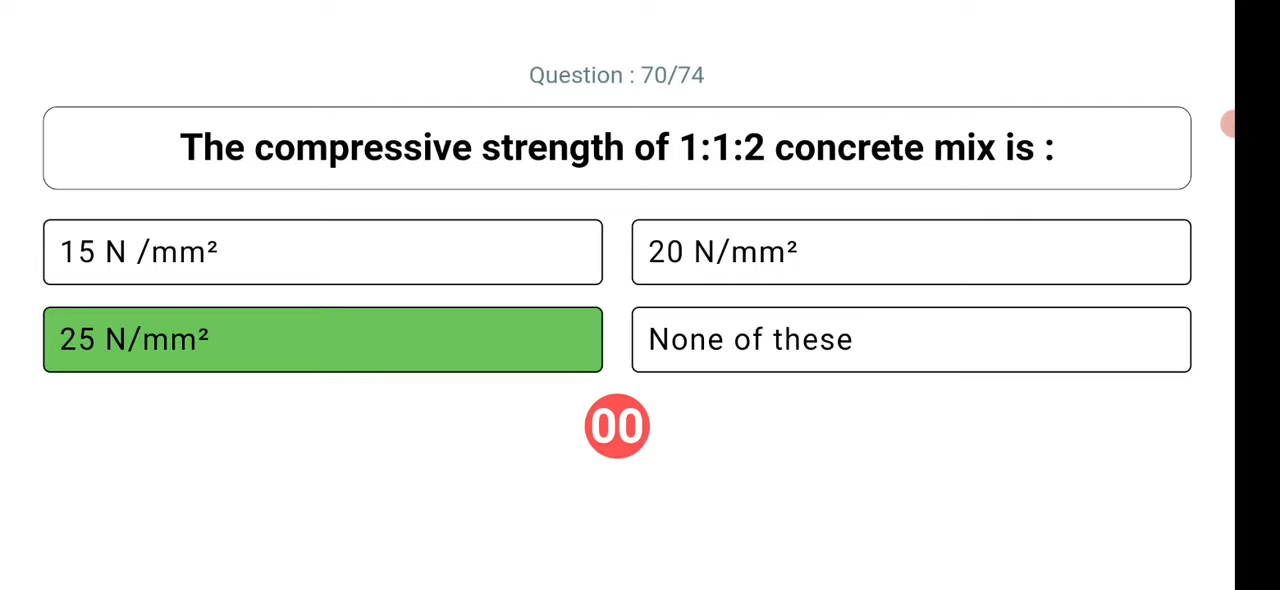 Question : 70/74
The compressive strength of 1:1:2 concrete mix is :
15 N /mm²
20 N/mm²
25 N/mm²
None of these
00